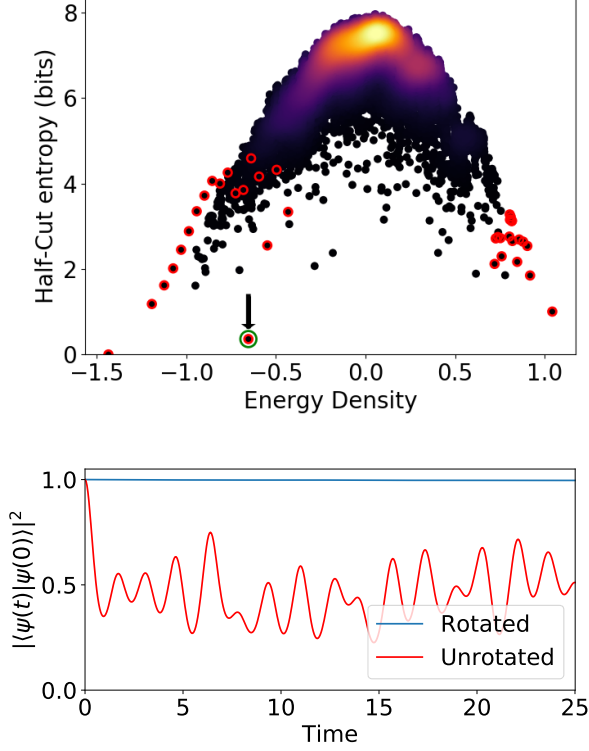 8
6
4
2
0
Half-Cut entropy (bits)
−1.5 −1.0 −0.5 0.0 0.5 1.0
Energy Density
1.0
0.5
0.0
|⟨ψ(t)|ψ(0)⟩|²
Rotated
Unrotated
0 5 10 15 20 25
Time